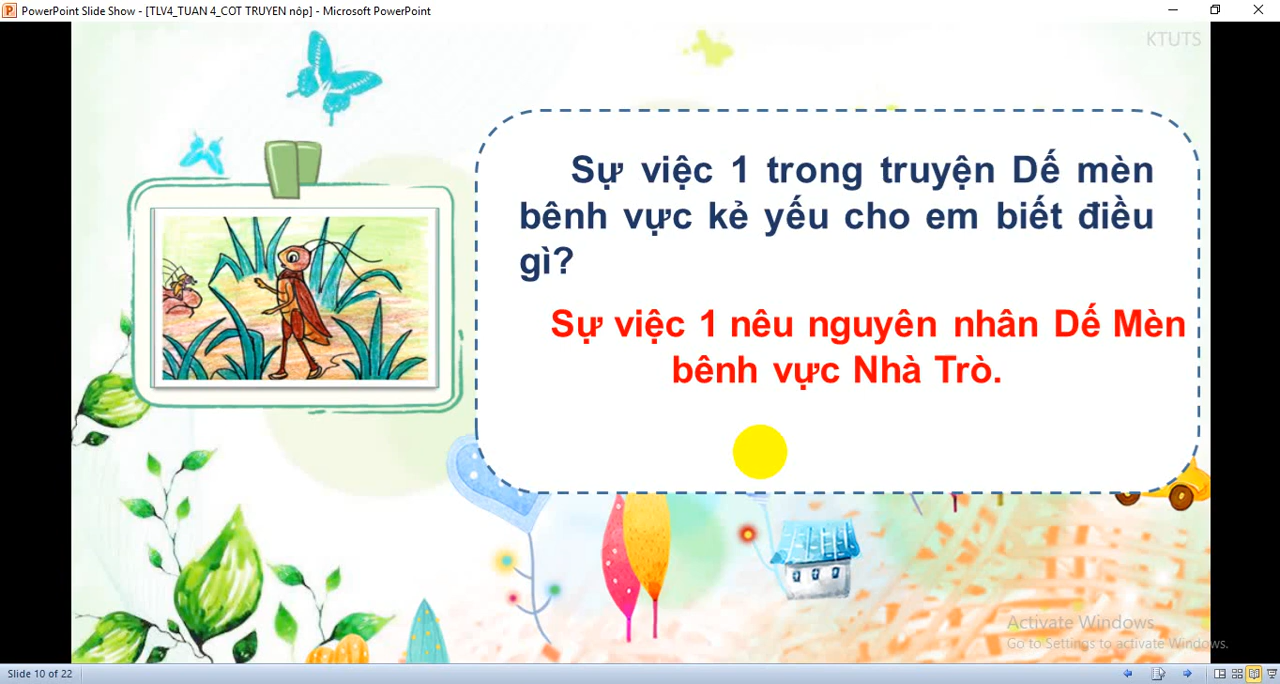 PowerPoint Slide Show - [TLV4_TUAN 4_COT TRUYEN nôp] - Microsoft PowerPoint
KTUTS
Sự việc 1 trong truyện Dế mèn
bênh vực kẻ yếu cho em biết điều
gì?
Sự việc 1 nêu nguyên nhân Dế Mèn
bênh vực Nhà Trò.
Activate Windows
Go to Settings to activate Windows.
Slide 10 of 22